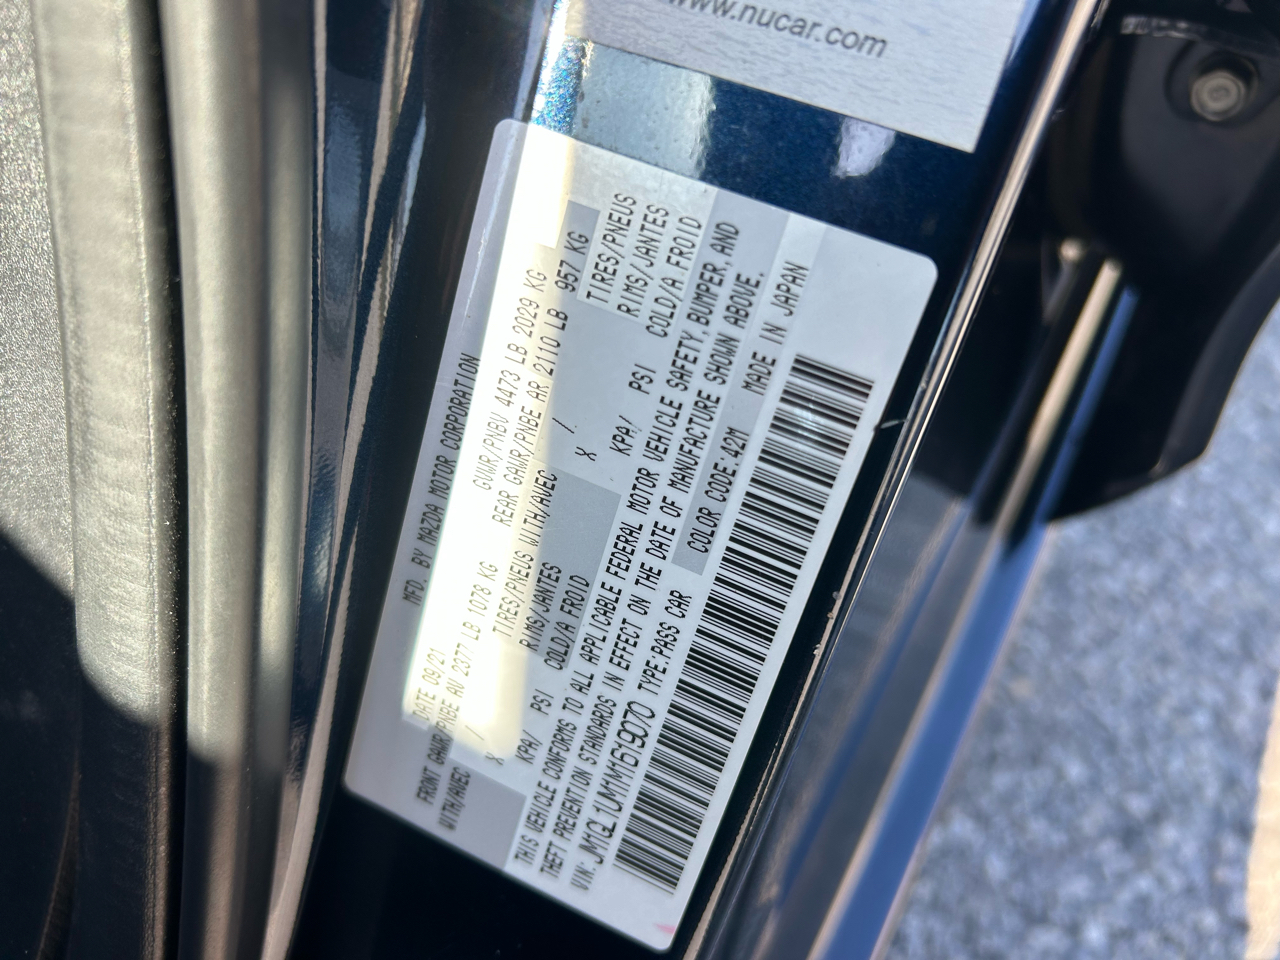 www.nucar.com
MFD. BY MAZDA MOTOR CORPORATION
DATE 09/21 GVWR/PNBV 4473 LB 2029 KG
FRONT GAWR/PNBE AV 2377 LB 1078 KG REAR GAWR/PNBE AR 2110 LB 957 KG
WITH/AVEC TIRES/PNEUS WITH/AVEC TIRES/PNEUS
X / RIMS/JANTES X / RIMS/JANTES
KPA/ PSI COLD/A FROID KPA/ PSI COLD/A FROID
THIS VEHICLE CONFORMS TO ALL APPLICABLE FEDERAL MOTOR VEHICLE SAFETY, BUMPER, AND
THEFT PREVENTION STANDARDS IN EFFECT ON THE DATE OF MANUFACTURE SHOWN ABOVE.
VIN: JM1GL1UM1M1619070 TYPE:PASS CAR COLOR CODE:42M MADE IN JAPAN